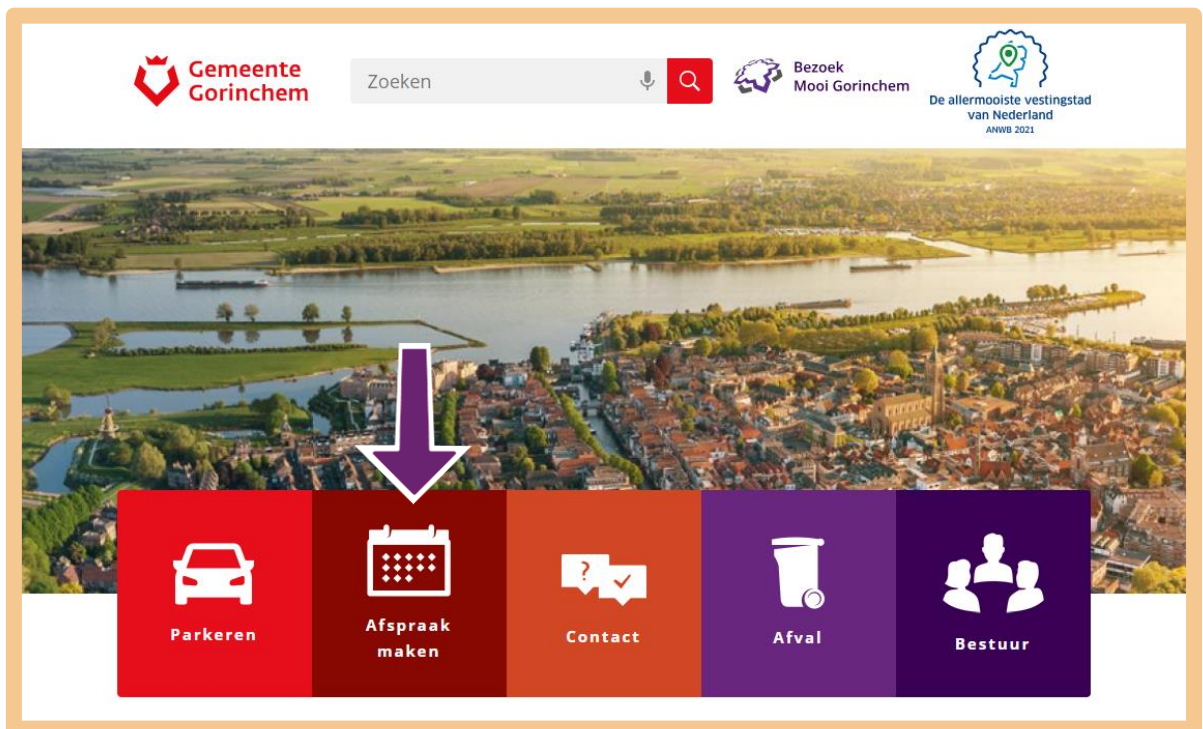 Gemeente
Gorinchem
Zoeken
Bezoek
Mooi Gorinchem
De allermooiste vestingstad
van Nederland
ANWB 2021
Parkeren
Afspraak
maken
Contact
Afval
Bestuur